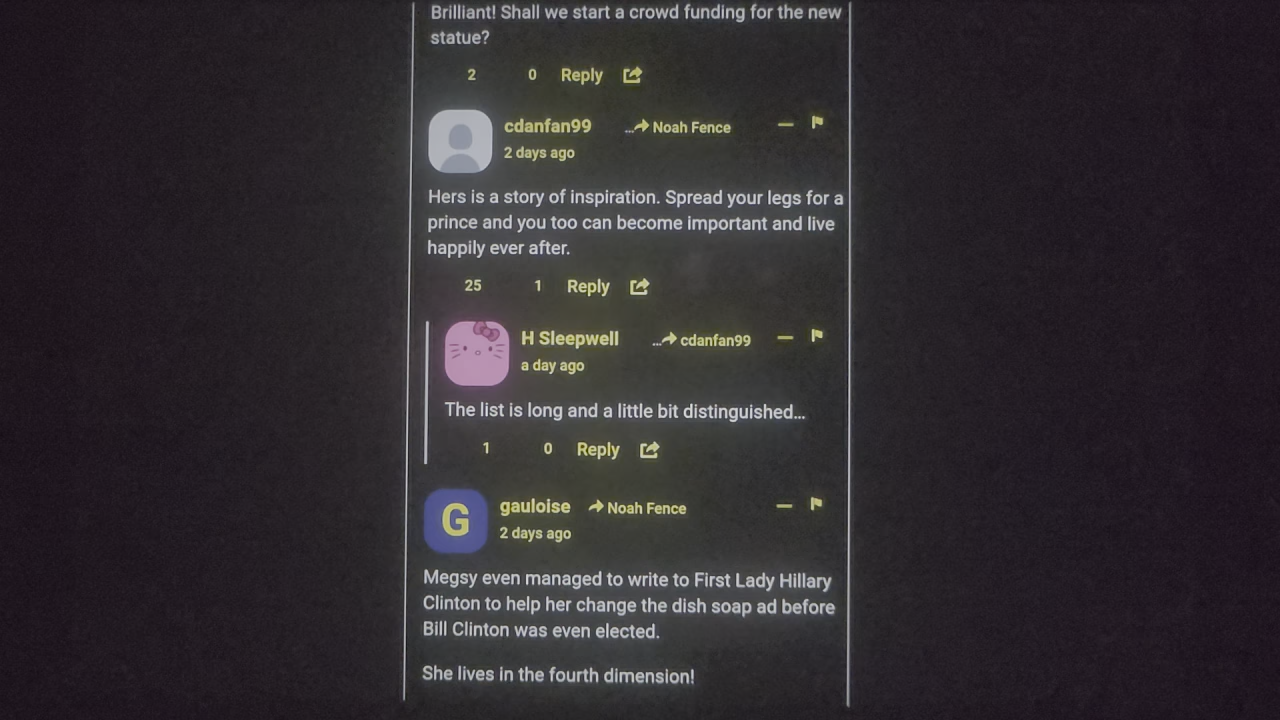 Brilliant! Shall we start a crowd funding for the new
statue?
2 0 Reply
cdanfan99 ... Noah Fence
2 days ago
Hers is a story of inspiration. Spread your legs for a
prince and you too can become important and live
happily ever after.
25 1 Reply
H Sleepwell ... cdanfan99
a day ago
The list is long and a little bit distinguished...
1 0 Reply
G gauloise Noah Fence
2 days ago
Megsy even managed to write to First Lady Hillary
Clinton to help her change the dish soap ad before
Bill Clinton was even elected.
She lives in the fourth dimension!